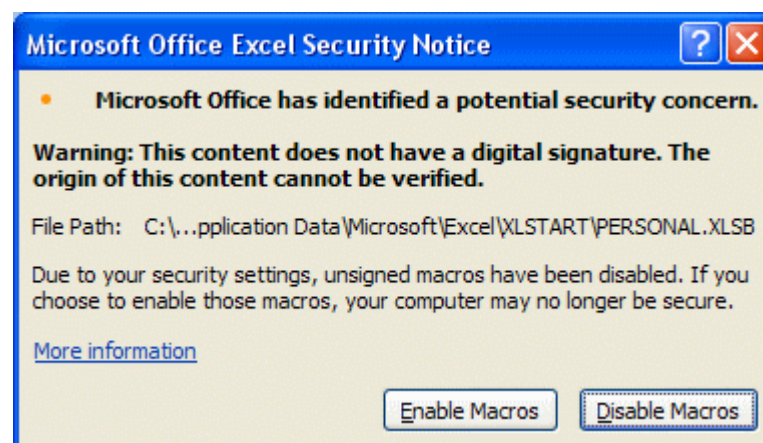 Microsoft Office Excel Security Notice
Microsoft Office has identified a potential security concern.
Warning: This content does not have a digital signature. The
origin of this content cannot be verified.
File Path: C:\...pplication Data\Microsoft\Excel\XLSTART\PERSONAL.XLSB
Due to your security settings, unsigned macros have been disabled. If you
choose to enable those macros, your computer may no longer be secure.
More information
Enable Macros Disable Macros